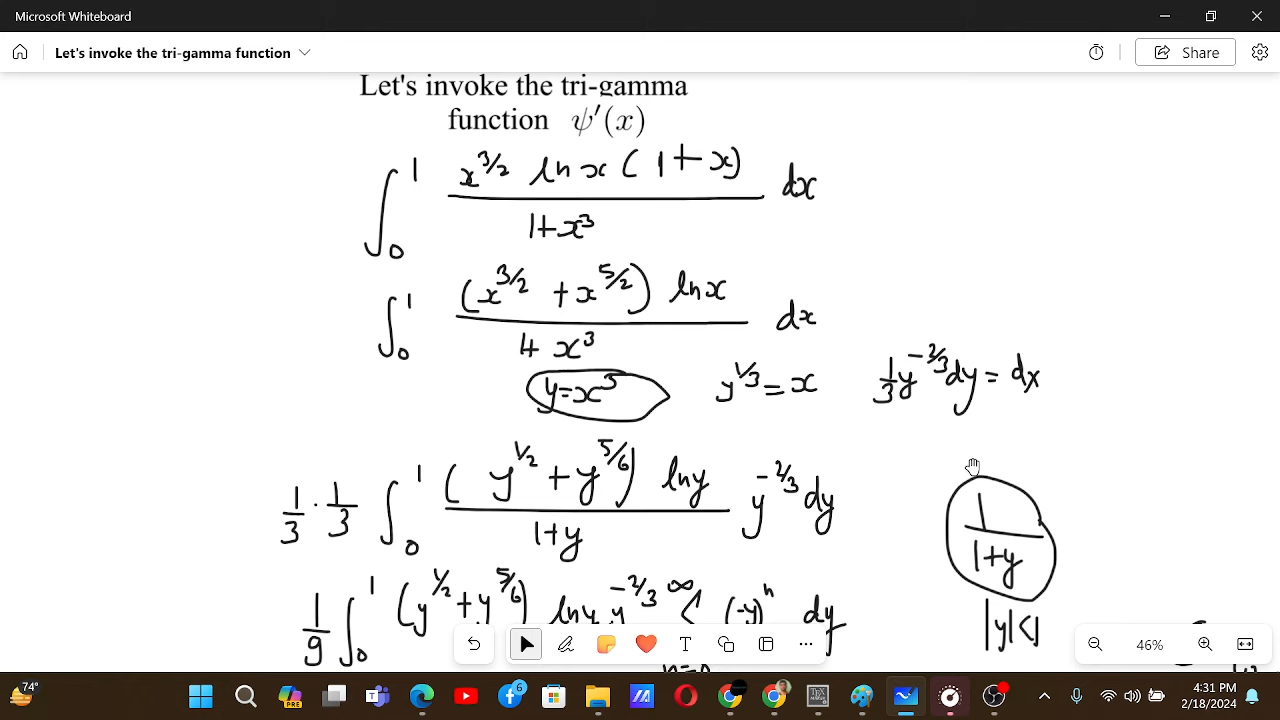 Microsoft Whiteboard
Let's invoke the tri-gamma function
Share
Let's invoke the tri-gamma
function ψ′(x)
∫₀¹ x^{3/2} ln x (1+x) / 1+x³ dx
∫₀¹ (x^{3/2} + x^{5/2}) ln x / 1+ x³ dx
y=x³ y^{1/3} = x 1/3 y^{-2/3} dy = dx
1/3 · 1/3 ∫₀¹ (y^{1/2} + y^{5/6}) ln y / 1+y y^{-2/3} dy
1 / 1+y
1/9 ∫₀¹ (y^{1/2} + y^{5/6}) ln y y^{-2/3} Σ_{n=0}^∞ (-y)^n dy
|y|<1
46%
74°
PRE
6
4:31 PM
2/18/2024